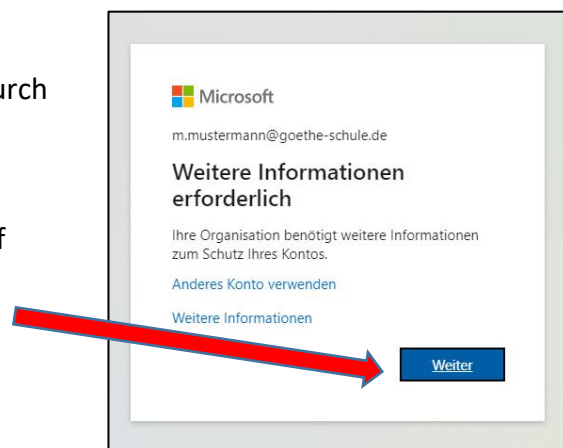 urch
f
Microsoft
m.mustermann@goethe-schule.de
Weitere Informationen
erforderlich
Ihre Organisation benötigt weitere Informationen
zum Schutz Ihres Kontos.
Anderes Konto verwenden
Weitere Informationen
Weiter